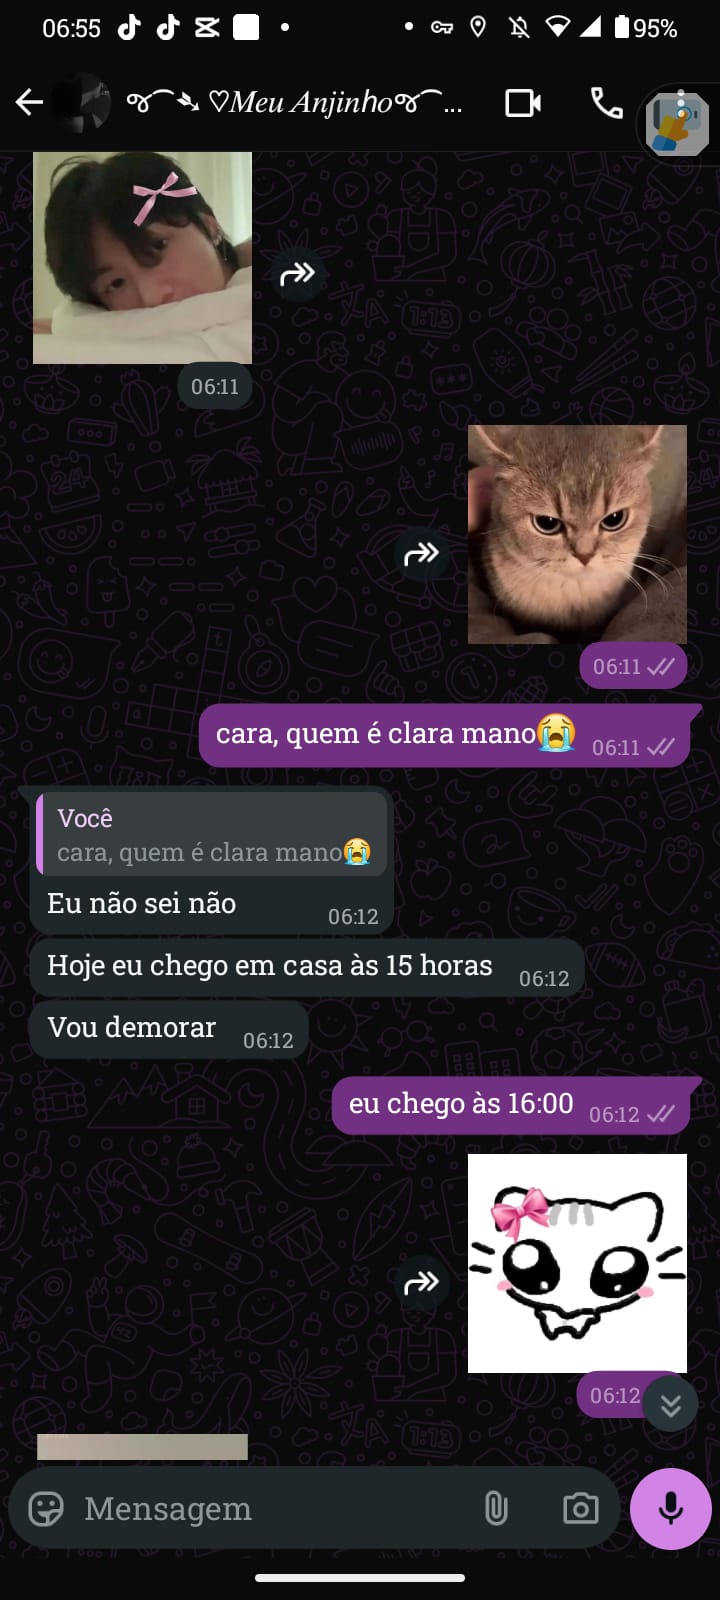 06:55
95%
♡Meu Anjinho...
06:11
06:11
cara, quem é clara mano😭 06:11
Você
cara, quem é clara mano😭
Eu não sei não 06:12
Hoje eu chego em casa às 15 horas 06:12
Vou demorar 06:12
eu chego às 16:00 06:12
06:12
Mensagem